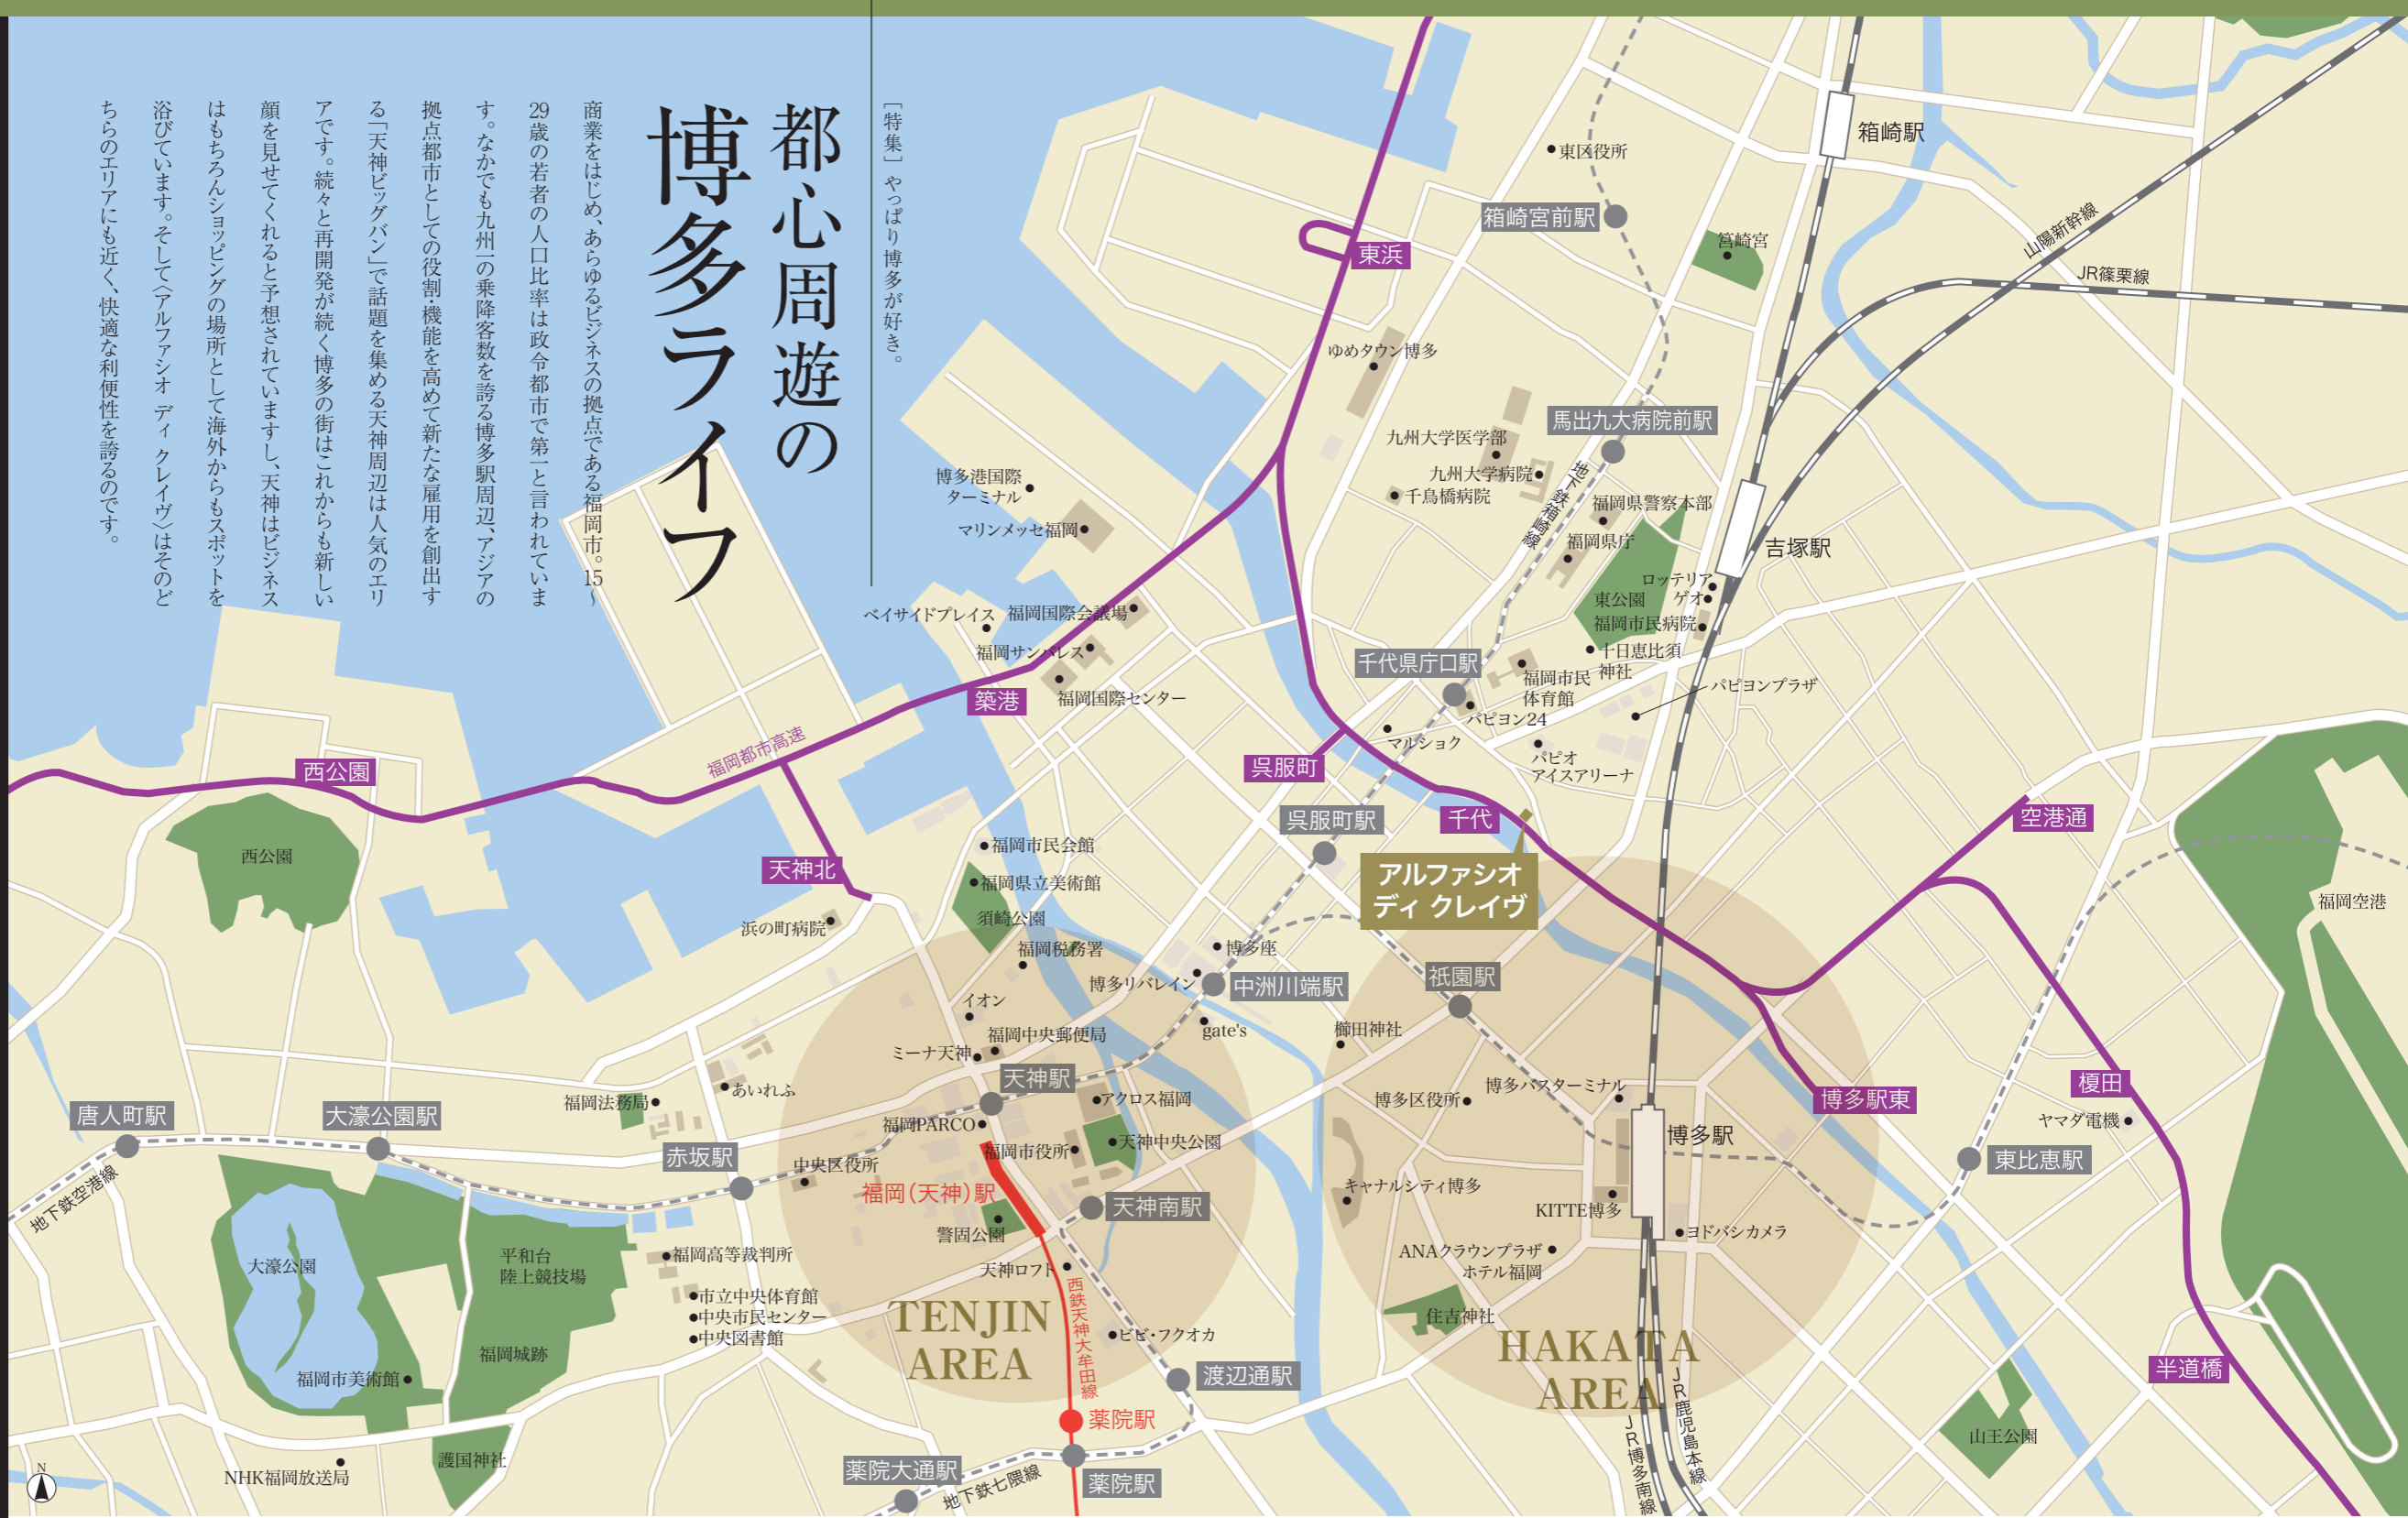 ［特集］やっぱり博多が好き。
都心周遊の
博多ライフ
商業をはじめ、あらゆるビジネスの拠点である福岡市。15～
29歳の若者の人口比率は政令都市で第一と言われていま
す。なかでも九州一の乗降客数を誇る博多駅周辺、アジアの
拠点都市としての役割・機能を高めて新たな雇用を創出す
る「天神ビッグバン」で話題を集める天神周辺は人気のエリ
アです。続々と再開発が続く博多の街はこれからも新しい
顔を見せてくれると予想されていますし、天神はビジネス
はもちろんショッピングの場所として海外からもスポットを
浴びています。そして〈アルファシオ ディ クレイヴ〉はそのど
ちらのエリアにも近く、快適な利便性を誇るのです。
箱崎駅
東区役所
箱崎宮前駅
筥崎宮
山陽新幹線
JR篠栗線
東浜
ゆめタウン博多
馬出九大病院前駅
九州大学医学部
九州大学病院
千鳥橋病院
地下鉄箱崎線
福岡県警察本部
福岡県庁
吉塚駅
博多港国際
ターミナル
マリンメッセ福岡
ロッテリア
東公園
ゲオ
福岡市民病院
ベイサイドプレイス
福岡国際会議場
福岡サンパレス
十日恵比須
神社
千代県庁口駅
福岡市民
体育館
築港
福岡国際センター
パピヨンプラザ
パピヨン24
マルショク
福岡都市高速
西公園
呉服町
パピオ
アイスアリーナ
呉服町駅
千代
空港通
西公園
天神北
福岡市民会館
福岡県立美術館
アルファシオ
ディ クレイヴ
福岡空港
浜の町病院
須崎公園
福岡税務署
博多座
博多リバレイン
中洲川端駅
祇園駅
イオン
gate's
櫛田神社
福岡中央郵便局
ミーナ天神
天神駅
あいれふ
福岡法務局
アクロス福岡
博多区役所
博多バスターミナル
博多駅東
榎田
ヤマダ電機
唐人町駅
大濠公園駅
福岡PARCO
博多駅
天神中央公園
福岡市役所
赤坂駅
中央区役所
東比恵駅
地下鉄空港線
福岡（天神）駅
キャナルシティ博多
天神南駅
KITTE博多
警固公園
ヨドバシカメラ
平和台
陸上競技場
福岡高等裁判所
大濠公園
天神ロフト
ANAクラウンプラザ
ホテル福岡
市立中央体育館
中央市民センター
中央図書館
西鉄天神大牟田線
TENJIN
AREA
住吉神社
ビビ・フクオカ
HAKATA
AREA
福岡城跡
福岡市美術館
渡辺通駅
半道橋
JR鹿児島本線
JR博多南線
薬院駅
山王公園
護国神社
NHK福岡放送局
薬院大通駅
地下鉄七隈線
薬院駅
N